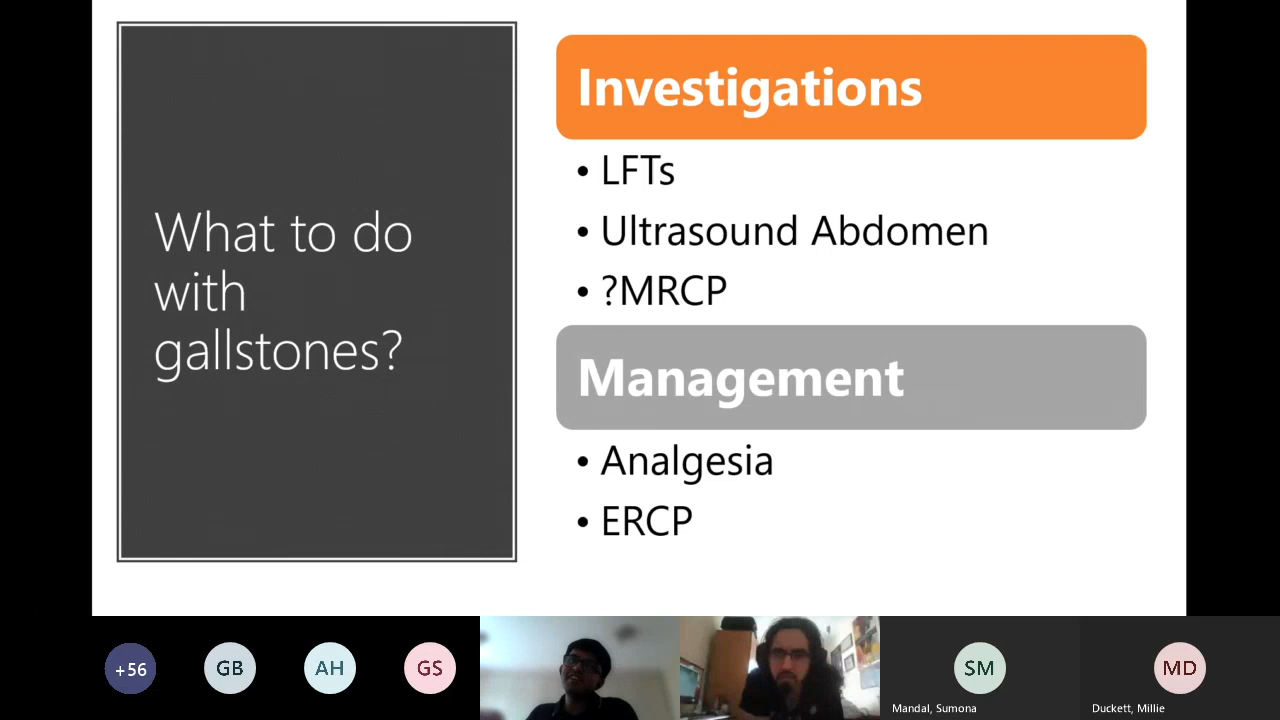 What to do
with
gallstones?
Investigations
• LFTs
• Ultrasound Abdomen
• ?MRCP
Management
• Analgesia
• ERCP
+56
GB
AH
GS
SM
Mandal, Sumona
MD
Duckett, Millie